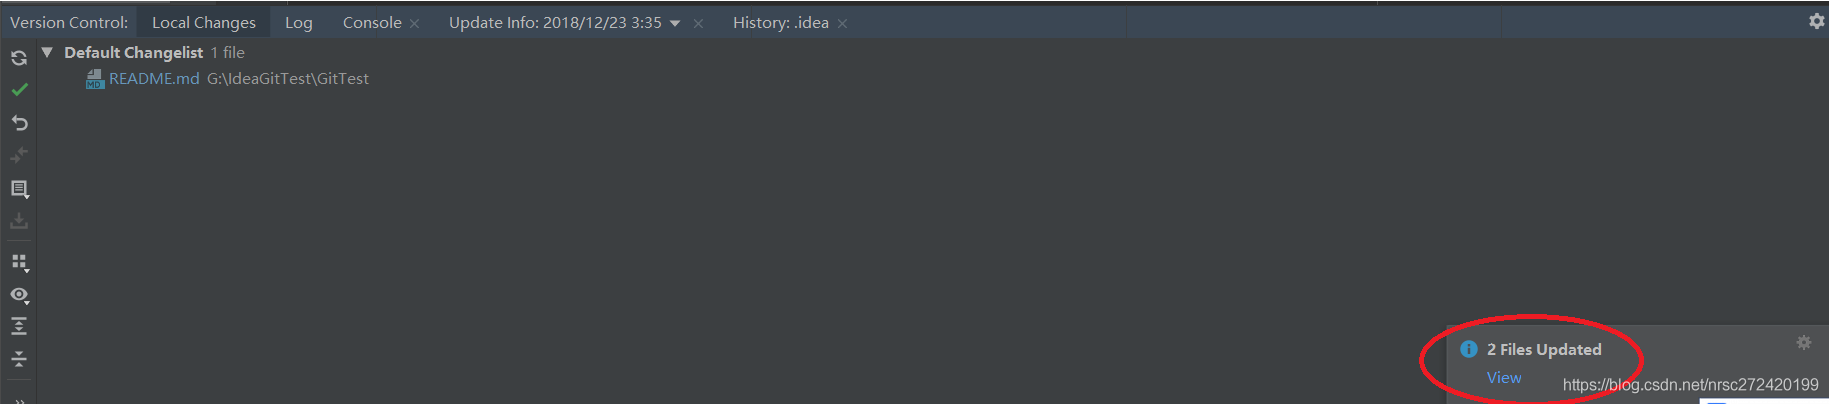 Version Control: Local Changes Log Console Update Info: 2018/12/23 3:35 History: .idea
Default Changelist 1 file
MD README.md G:\IdeaGitTest\GitTest
2 Files Updated
View
https://blog.csdn.net/nrsc272420199